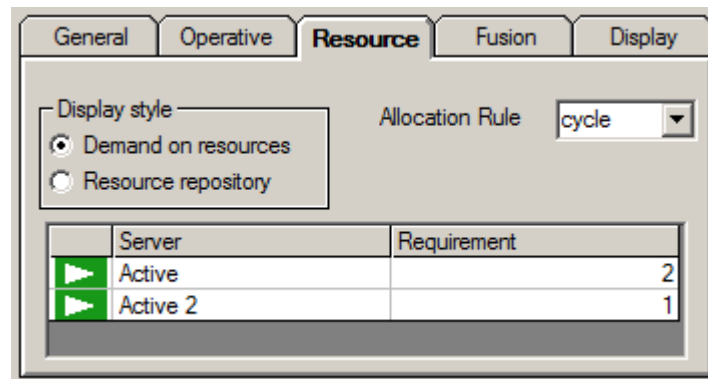 General Operative Resource Fusion Display
Display style
Allocation Rule cycle
Demand on resources
Resource repository
Server Requirement
Active 2
Active 2 1